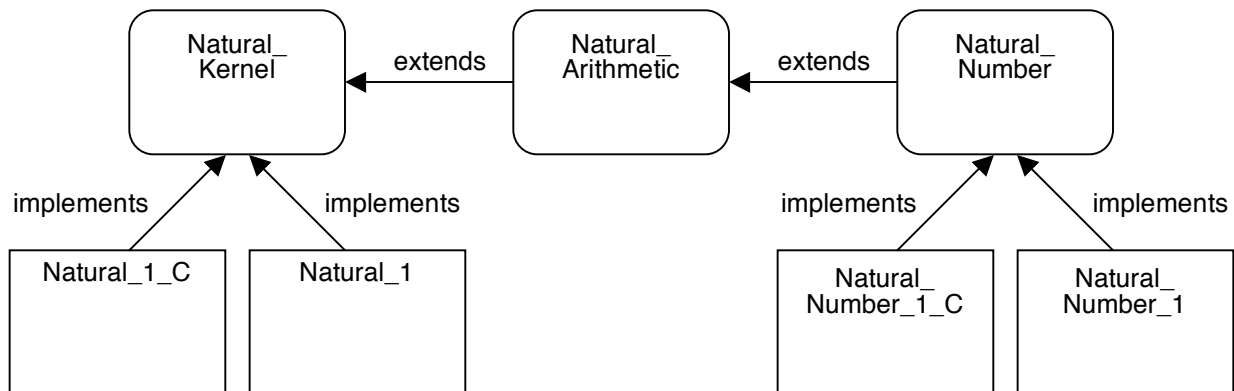 Natural_
Kernel
extends
Natural_
Arithmetic
extends
Natural_
Number
implements
implements
implements
implements
Natural_1_C
Natural_1
Natural_
Number_1_C
Natural_
Number_1